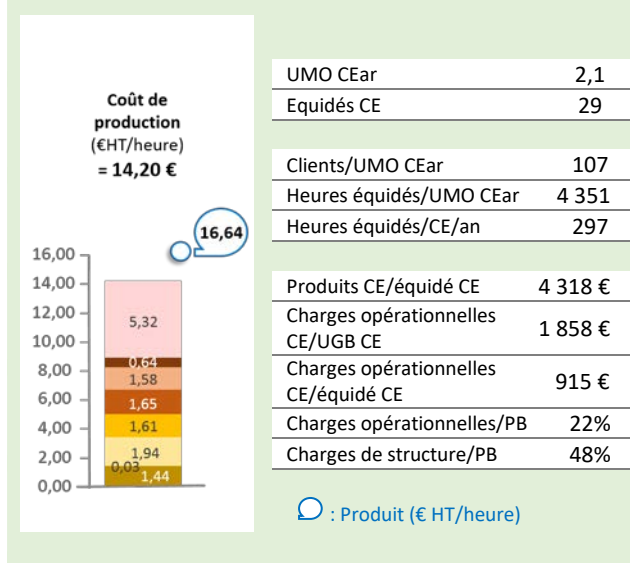 Coût de
production
(€HT/heure)
= 14,20 €
16,64
16,00
14,00
12,00
10,00
8,00
6,00
4,00
2,00
0,00
5,32
0,64
1,58
1,65
1,61
1,94
0,03
1,44
UMO CEar 2,1
Equidés CE 29
Clients/UMO CEar 107
Heures équidés/UMO CEar 4 351
Heures équidés/CE/an 297
Produits CE/équidé CE 4 318 €
Charges opérationnelles
CE/UGB CE 1 858 €
Charges opérationnelles
CE/équidé CE 915 €
Charges opérationnelles/PB 22%
Charges de structure/PB 48%
: Produit (€ HT/heure)